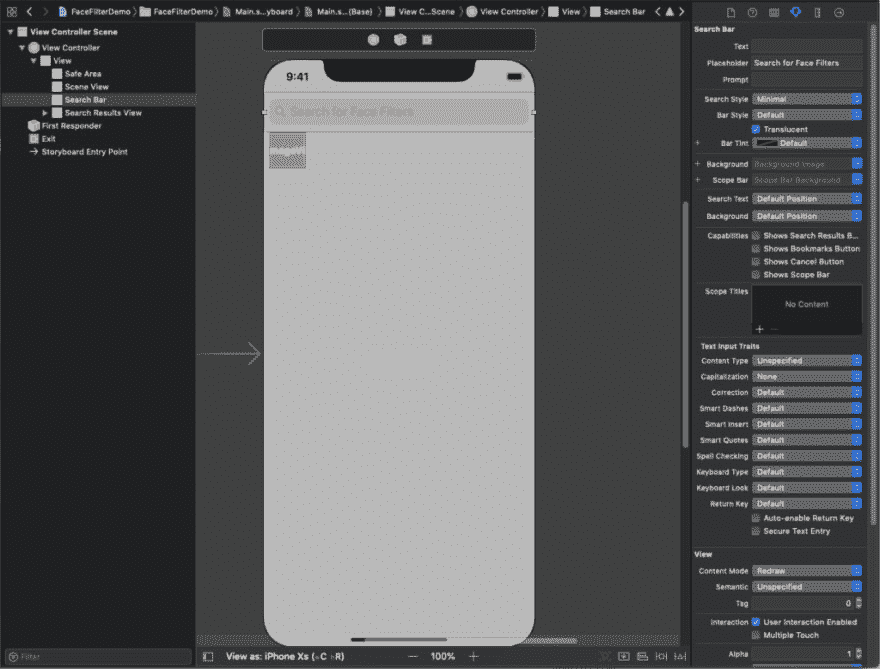 FaceFilterDemo FaceFilterDemo Main.s...yboard Main.s...(Base) View C...Scene View Controller View Search Bar
View Controller Scene
View Controller
View
Safe Area
Scene View
Search Bar
Search Results View
First Responder
Exit
Storyboard Entry Point
Filter
9:41
Search for Face Filters
View as: iPhone Xs
100%
Search Bar
Text
Placeholder Search for Face Filters
Prompt
Search Style Minimal
Bar Style Default
Translucent
Bar Tint Default
Background Background Image
Scope Bar Scope Bar Background
Search Text Default Position
Background Default Position
Capabilities Shows Search Results B...
Shows Bookmarks Button
Shows Cancel Button
Shows Scope Bar
Scope Titles
No Content
Text Input Traits
Content Type Unspecified
Capitalization None
Correction Default
Smart Dashes Default
Smart Insert Default
Smart Quotes Default
Spell Checking Default
Keyboard Type Default
Keyboard Look Default
Return Key Default
Auto-enable Return Key
Secure Text Entry
View
Content Mode Redraw
Semantic Unspecified
Tag 0
Interaction User Interaction Enabled
Multiple Touch
Alpha 1